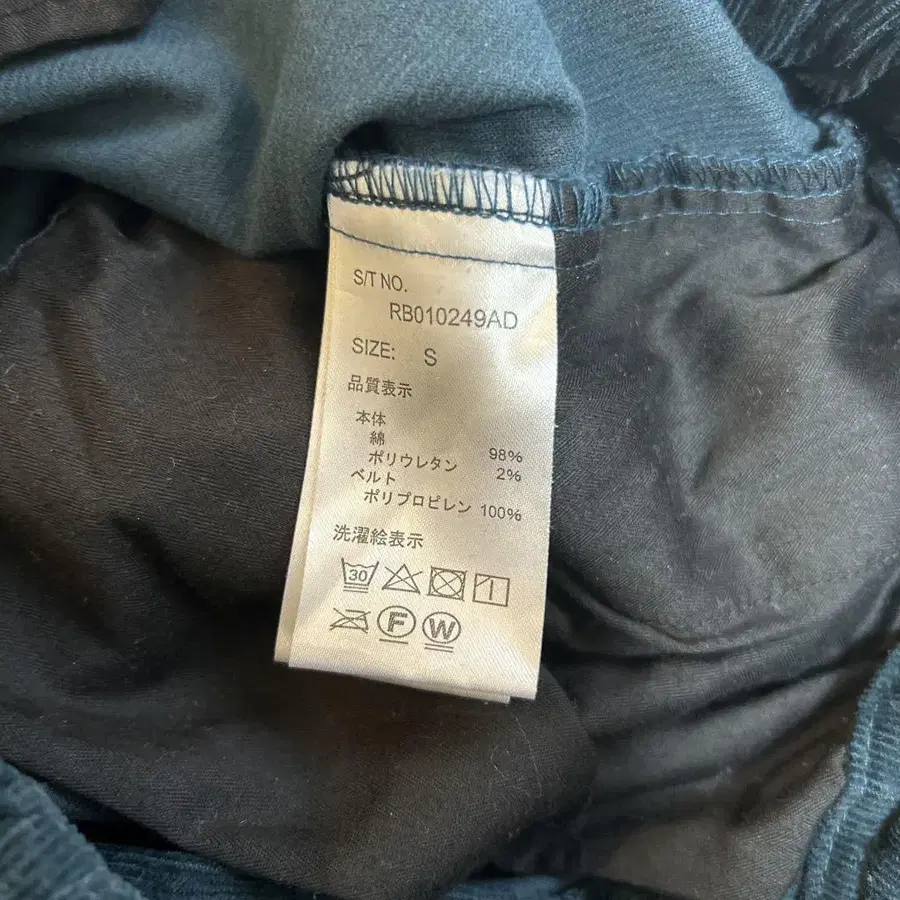 S/T NO.
RB010249AD
SIZE: S
品質表示
本体
綿 98%
ポリウレタン 2%
ベルト
ポリプロピレン 100%
洗濯絵表示
30
F W